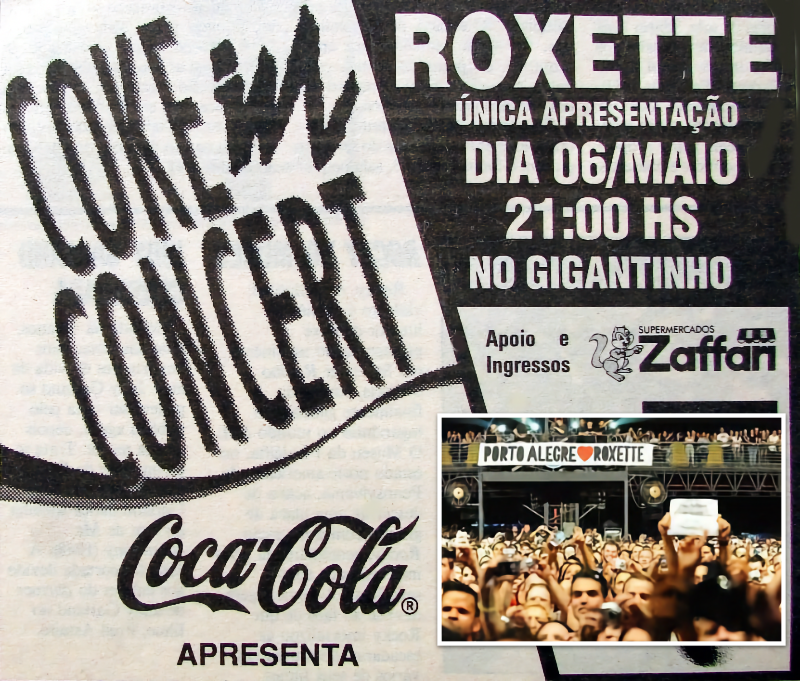 COKE in
CONCERT
Coca-Cola®
APRESENTA
ROXETTE
ÚNICA APRESENTAÇÃO
DIA 06/MAIO
21:00 HS
NO GIGANTINHO
Apoio e
Ingressos
SUPERMERCADOS
Zaffari
PORTO ALEGRE❤ROXETTE